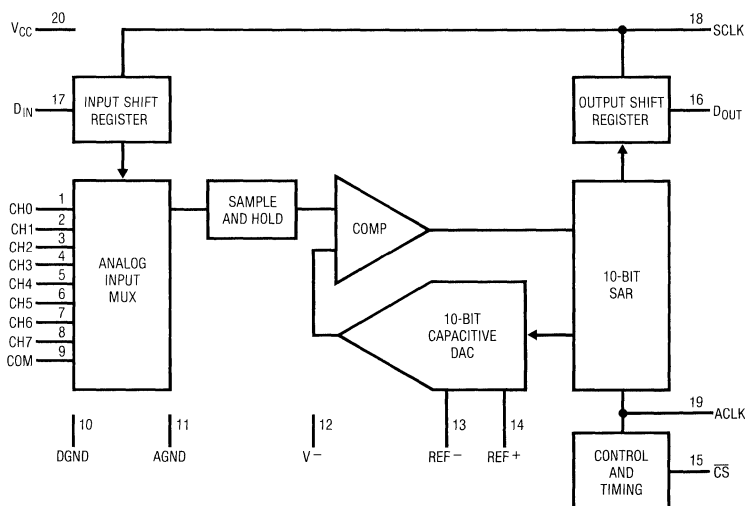 VCC 20
18 SCLK
DIN 17
INPUT SHIFT
REGISTER
OUTPUT SHIFT
REGISTER
16 DOUT
CH0 1
CH1 2
CH2 3
CH3 4
CH4 5
CH5 6
CH6 7
CH7 8
COM 9
ANALOG
INPUT
MUX
SAMPLE
AND HOLD
COMP
10-BIT
CAPACITIVE
DAC
10-BIT
SAR
19 ACLK
10
DGND
11
AGND
12
V−
13
REF−
14
REF+
CONTROL
AND
TIMING
15 C̅S̅